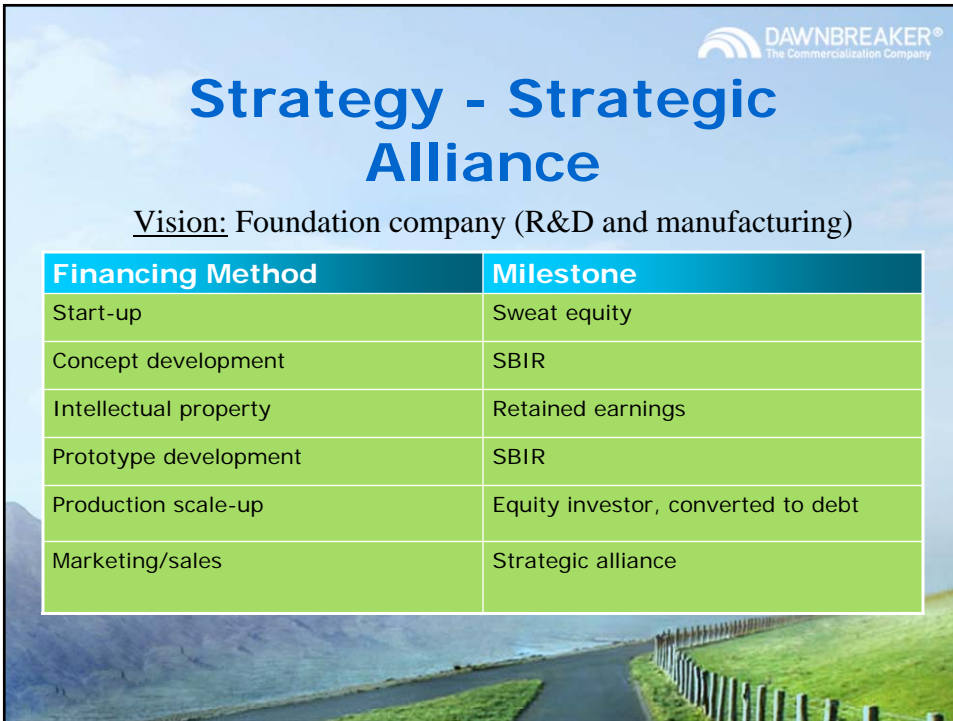 DAWNBREAKER®
The Commercialization Company
Strategy - Strategic
Alliance
Vision: Foundation company (R&D and manufacturing)
Financing Method Milestone
Start-up Sweat equity
Concept development SBIR
Intellectual property Retained earnings
Prototype development SBIR
Production scale-up Equity investor, converted to debt
Marketing/sales Strategic alliance